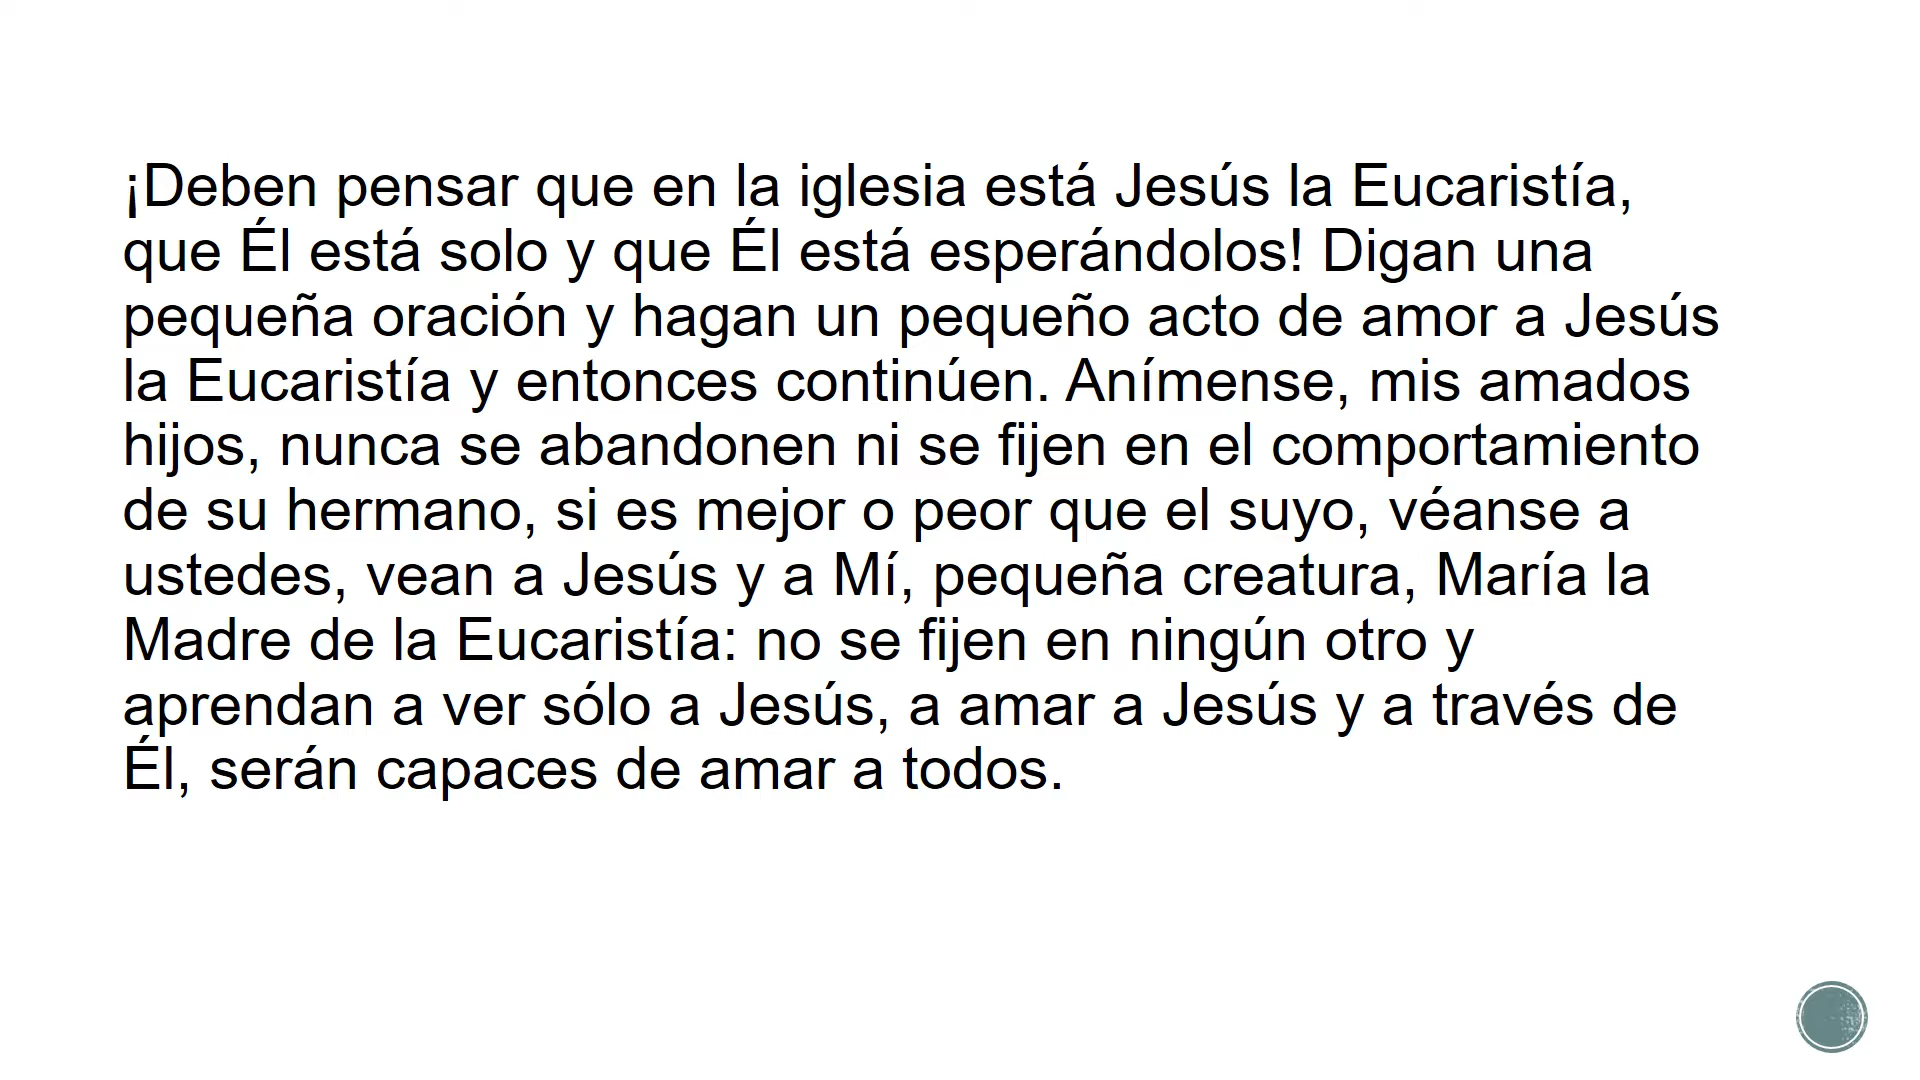 ¡Deben pensar que en la iglesia está Jesús la Eucaristía,
que Él está solo y que Él está esperándolos! Digan una
pequeña oración y hagan un pequeño acto de amor a Jesús
la Eucaristía y entonces continúen. Anímense, mis amados
hijos, nunca se abandonen ni se fijen en el comportamiento
de su hermano, si es mejor o peor que el suyo, véanse a
ustedes, vean a Jesús y a Mí, pequeña creatura, María la
Madre de la Eucaristía: no se fijen en ningún otro y
aprendan a ver sólo a Jesús, a amar a Jesús y a través de
Él, serán capaces de amar a todos.